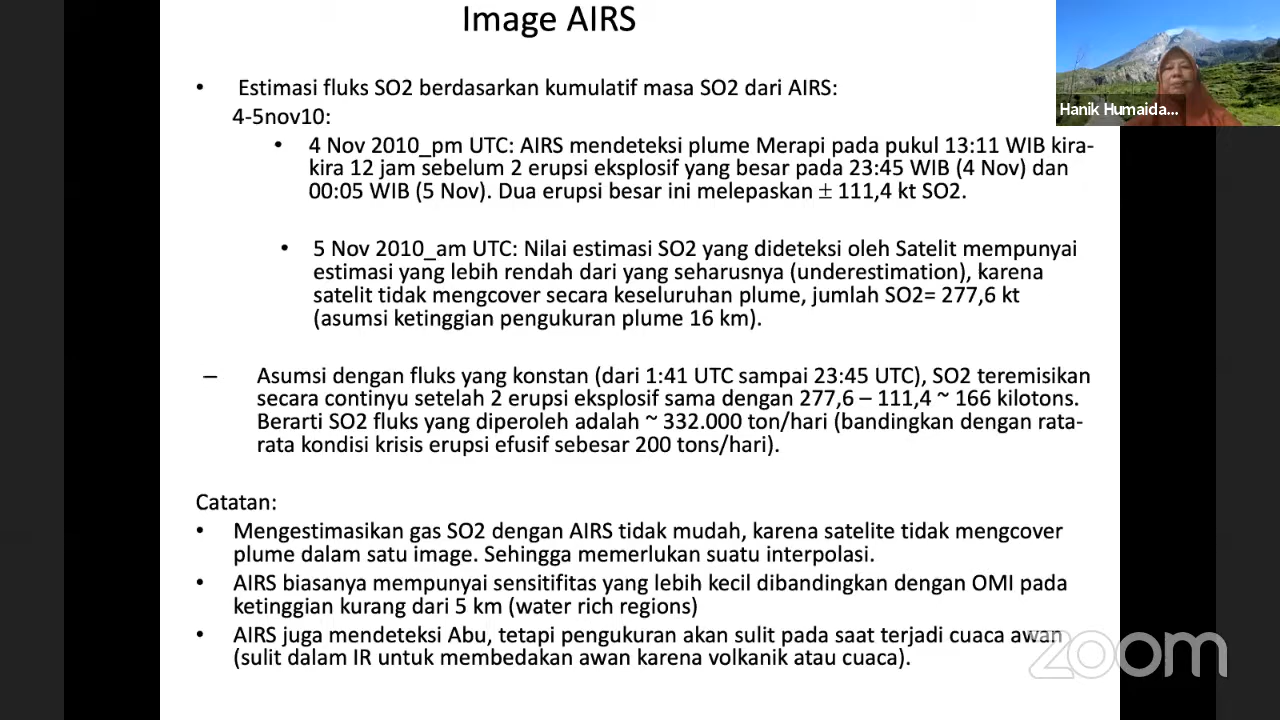 Image AIRS
• Estimasi fluks SO2 berdasarkan kumulatif masa SO2 dari AIRS:
4-5nov10:
• 4 Nov 2010_pm UTC: AIRS mendeteksi plume Merapi pada pukul 13:11 WIB kira-
kira 12 jam sebelum 2 erupsi eksplosif yang besar pada 23:45 WIB (4 Nov) dan
00:05 WIB (5 Nov). Dua erupsi besar ini melepaskan ± 111,4 kt SO2.
• 5 Nov 2010_am UTC: Nilai estimasi SO2 yang dideteksi oleh Satelit mempunyai
estimasi yang lebih rendah dari yang seharusnya (underestimation), karena
satelit tidak mengcover secara keseluruhan plume, jumlah SO2= 277,6 kt
(asumsi ketinggian pengukuran plume 16 km).
– Asumsi dengan fluks yang konstan (dari 1:41 UTC sampai 23:45 UTC), SO2 teremisikan
secara continyu setelah 2 erupsi eksplosif sama dengan 277,6 – 111,4 ~ 166 kilotons.
Berarti SO2 fluks yang diperoleh adalah ~ 332.000 ton/hari (bandingkan dengan rata-
rata kondisi krisis erupsi efusif sebesar 200 tons/hari).
Catatan:
• Mengestimasikan gas SO2 dengan AIRS tidak mudah, karena satelite tidak mengcover
plume dalam satu image. Sehingga memerlukan suatu interpolasi.
• AIRS biasanya mempunyai sensitifitas yang lebih kecil dibandingkan dengan OMI pada
ketinggian kurang dari 5 km (water rich regions)
• AIRS juga mendeteksi Abu, tetapi pengukuran akan sulit pada saat terjadi cuaca awan
(sulit dalam IR untuk membedakan awan karena volkanik atau cuaca).
Hanik Humaida...
zoom